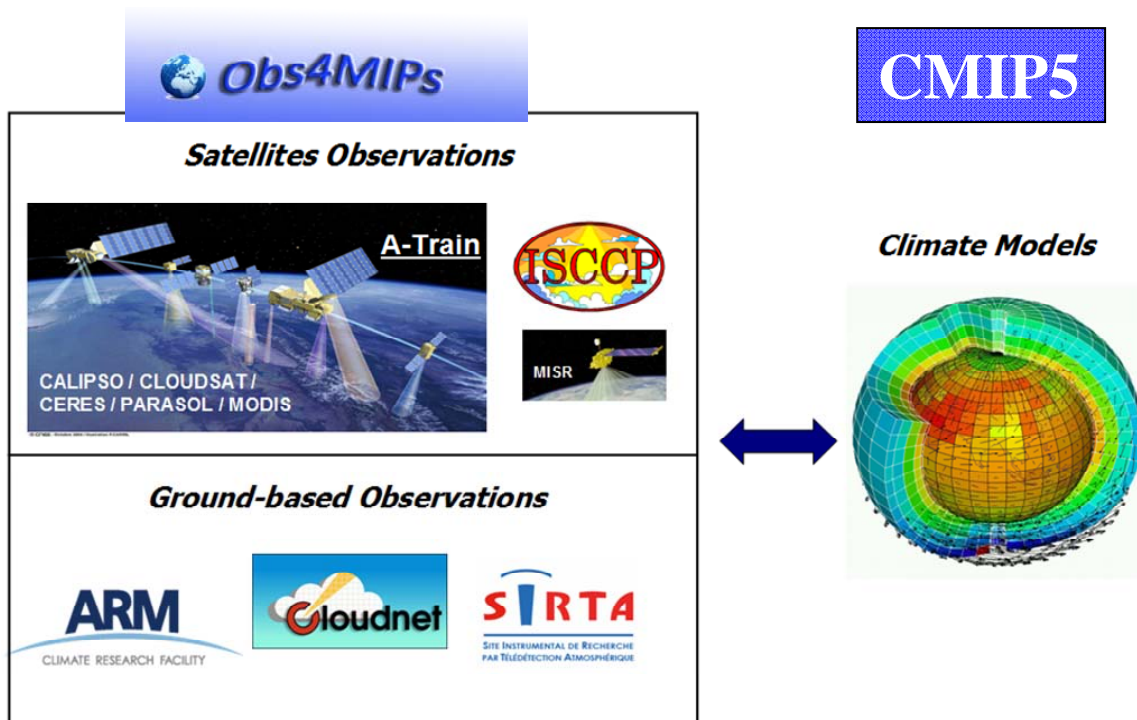 Obs4MIPs
CMIP5
Satellites Observations
A-Train
CALIPSO / CLOUDSAT /
CERES / PARASOL / MODIS
ISCCP
MISR
Climate Models
Ground-based Observations
ARM
CLIMATE RESEARCH FACILITY
Cloudnet
SIRTA
SITE INSTRUMENTAL DE RECHERCHE
PAR TÉLÉDÉTECTION ATMOSPHÉRIQUE